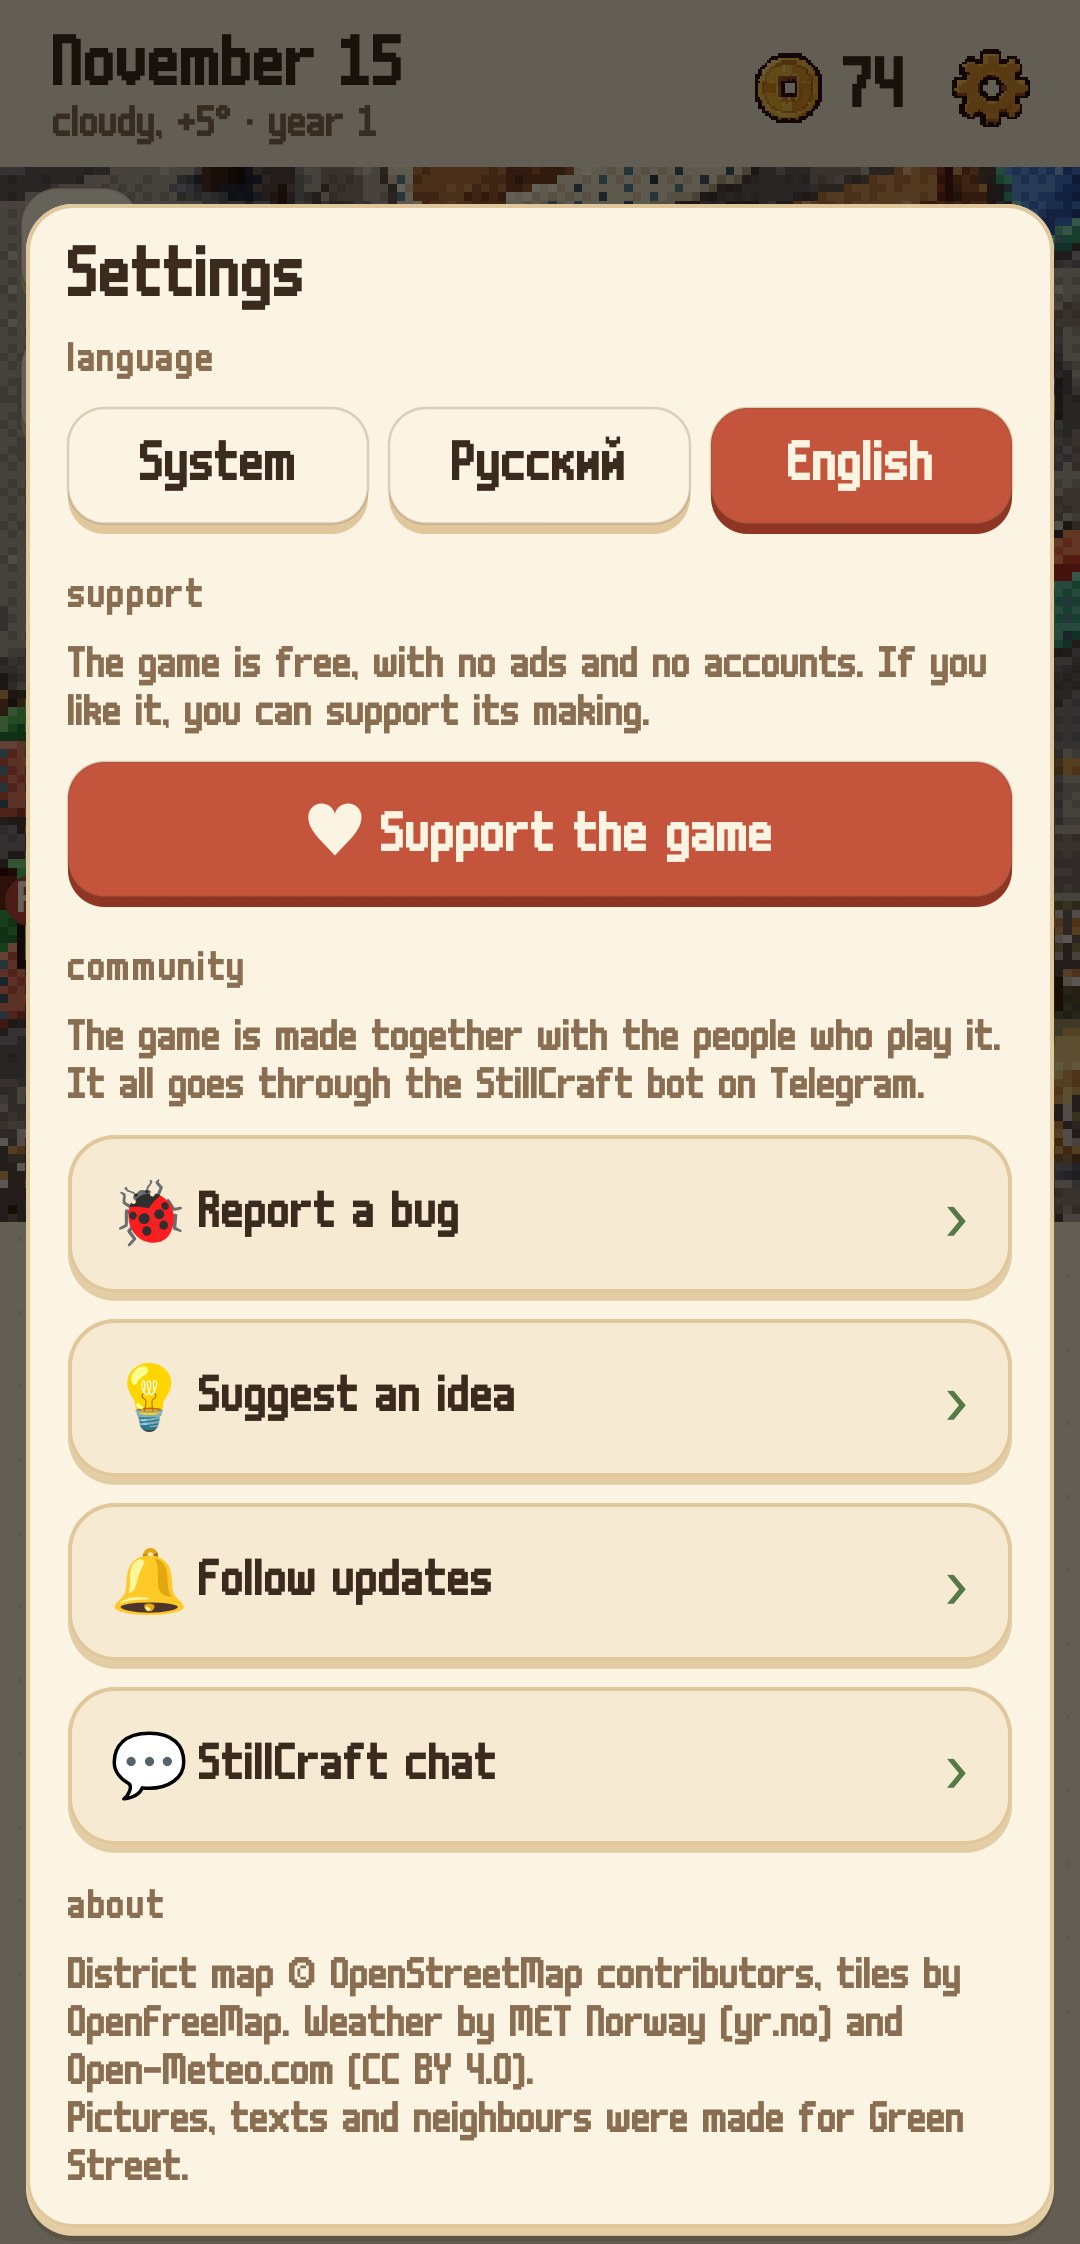 November 15
cloudy, +5° · year 1
74
Settings
language
System
Русский
English
support
The game is free, with no ads and no accounts. If you
like it, you can support its making.
Support the game
community
The game is made together with the people who play it.
It all goes through the StillCraft bot on Telegram.
Report a bug
Suggest an idea
Follow updates
StillCraft chat
about
District map © OpenStreetMap contributors, tiles by
OpenFreeMap. Weather by MET Norway (yr.no) and
Open-Meteo.com (CC BY 4.0).
Pictures, texts and neighbours were made for Green
Street.